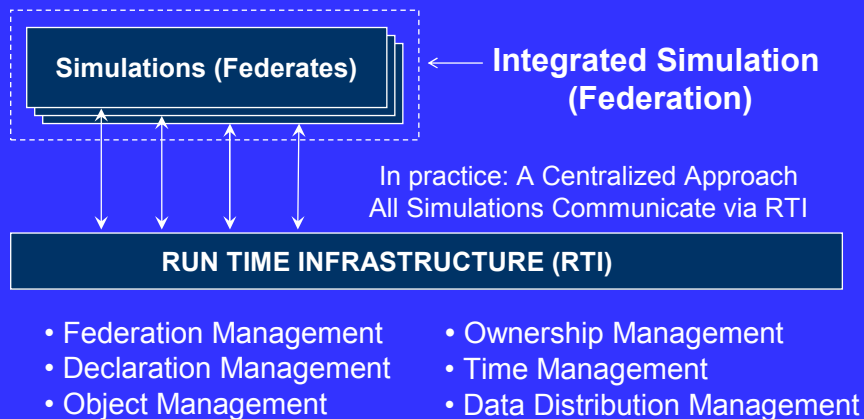 Simulations (Federates)
Integrated Simulation
(Federation)
In practice: A Centralized Approach
All Simulations Communicate via RTI
RUN TIME INFRASTRUCTURE (RTI)
• Federation Management
• Declaration Management
• Object Management
• Ownership Management
• Time Management
• Data Distribution Management